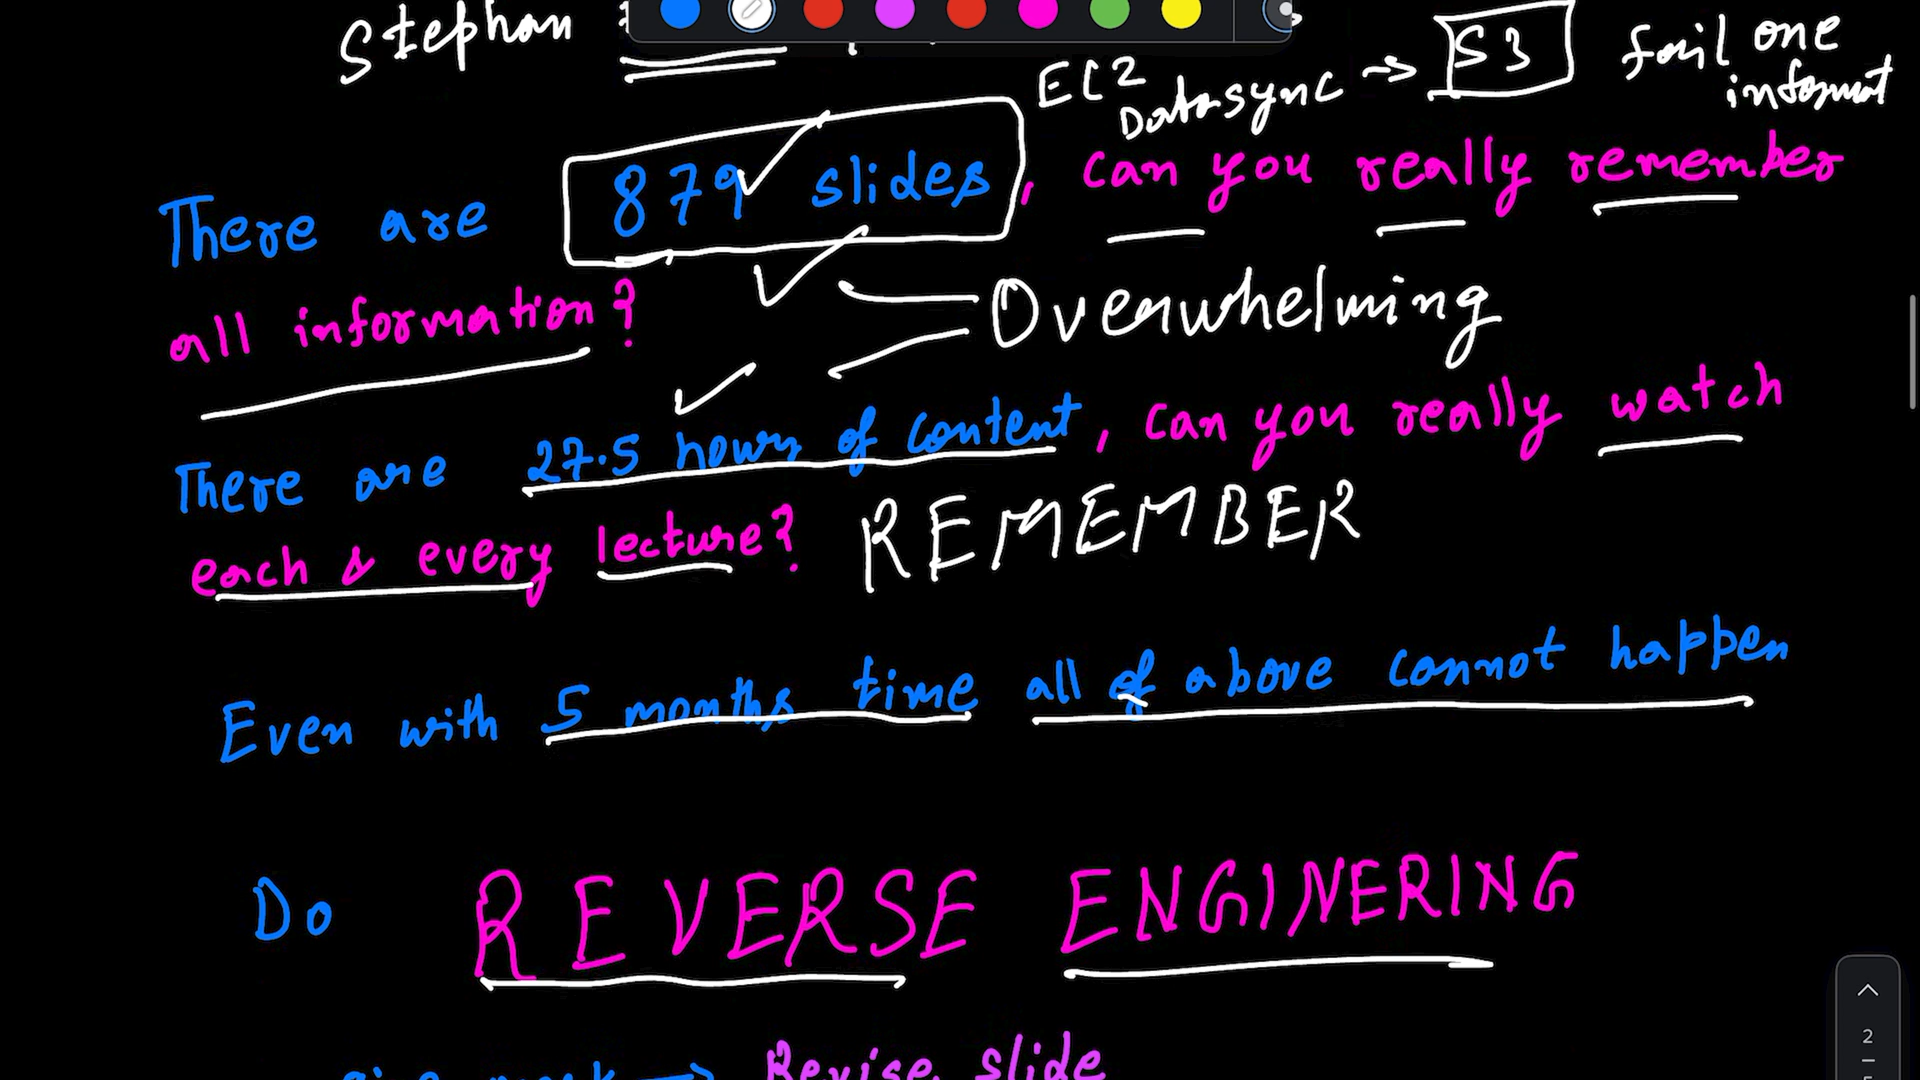 Stephan
EC2
Datasync → S3 fail one
informat
There are 879 slides, can you really remember
all information?
Overwhelming
There are 27.5 hours of content, can you really watch
each & every lecture? REMEMBER
Even with 5 months time all of above cannot happen
Do REVERSE ENGINERING
→ Revise slide
2